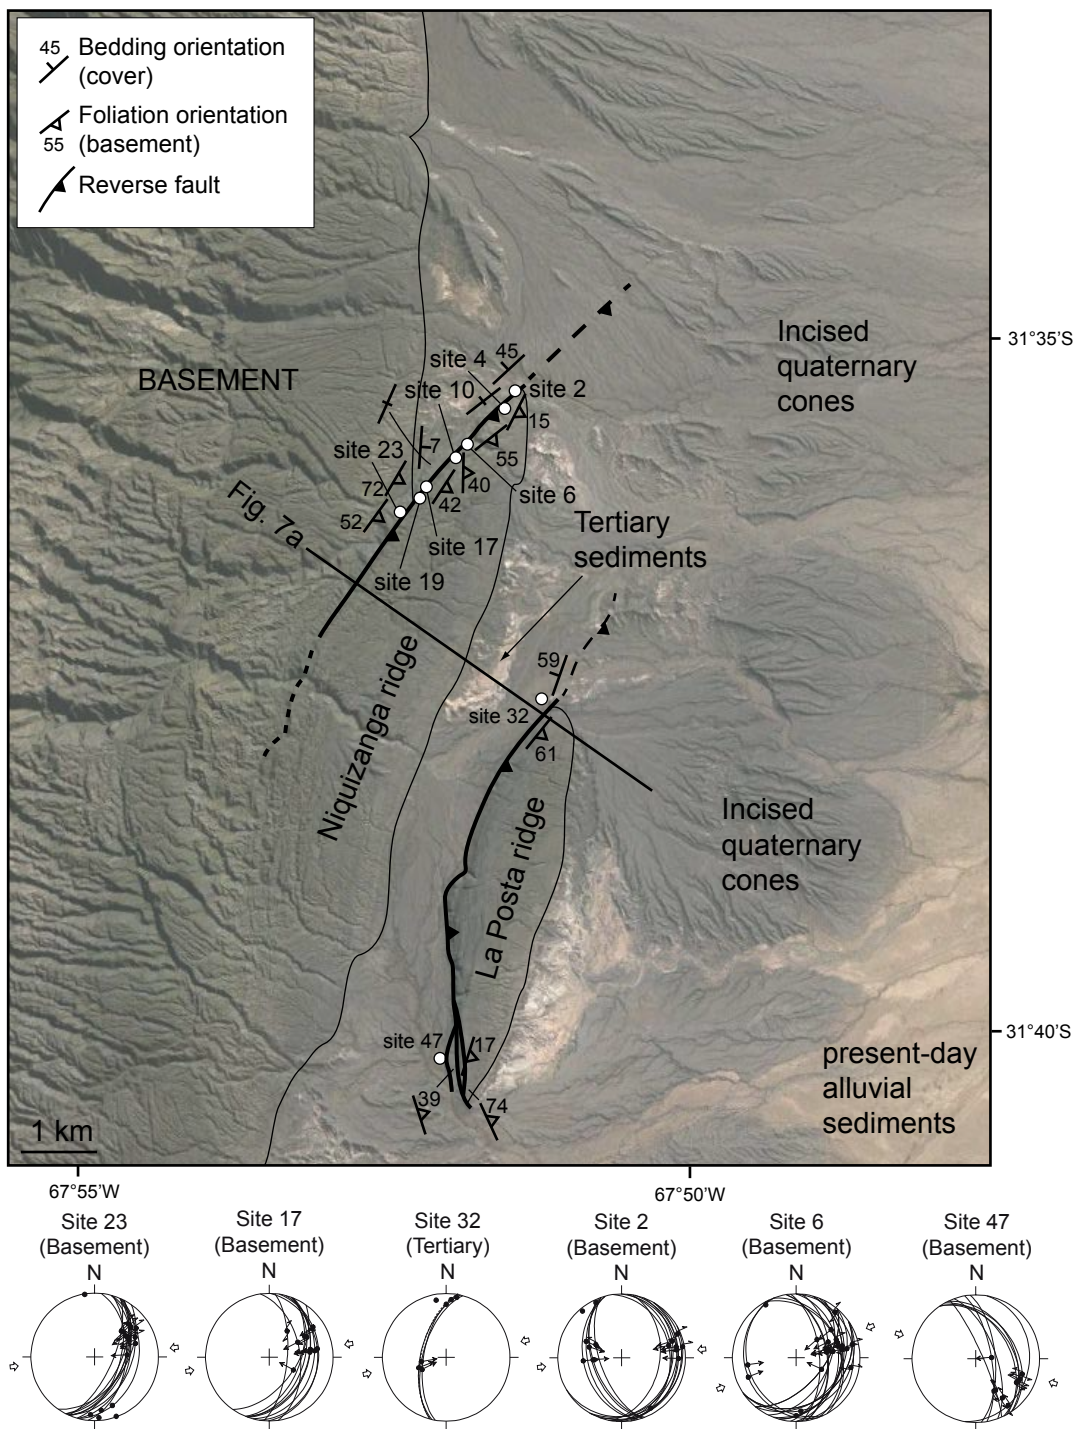 45
Bedding orientation
(cover)
Foliation orientation
55
(basement)
Reverse fault
31°35'S
Incised
quaternary
cones
BASEMENT
site 4
45
site 10
site 2
15
7
site 23
55
72
40
site 6
42
52
Fig. 7a
Tertiary
sediments
site 17
site 19
59
site 32
61
Niquizanga ridge
La Posta ridge
Incised
quaternary
cones
31°40'S
site 47
17
39
74
present-day
alluvial
sediments
1 km
67°55'W
67°50'W
Site 23
(Basement)
N
Site 17
(Basement)
N
Site 32
(Tertiary)
N
Site 2
(Basement)
N
Site 6
(Basement)
N
Site 47
(Basement)
N